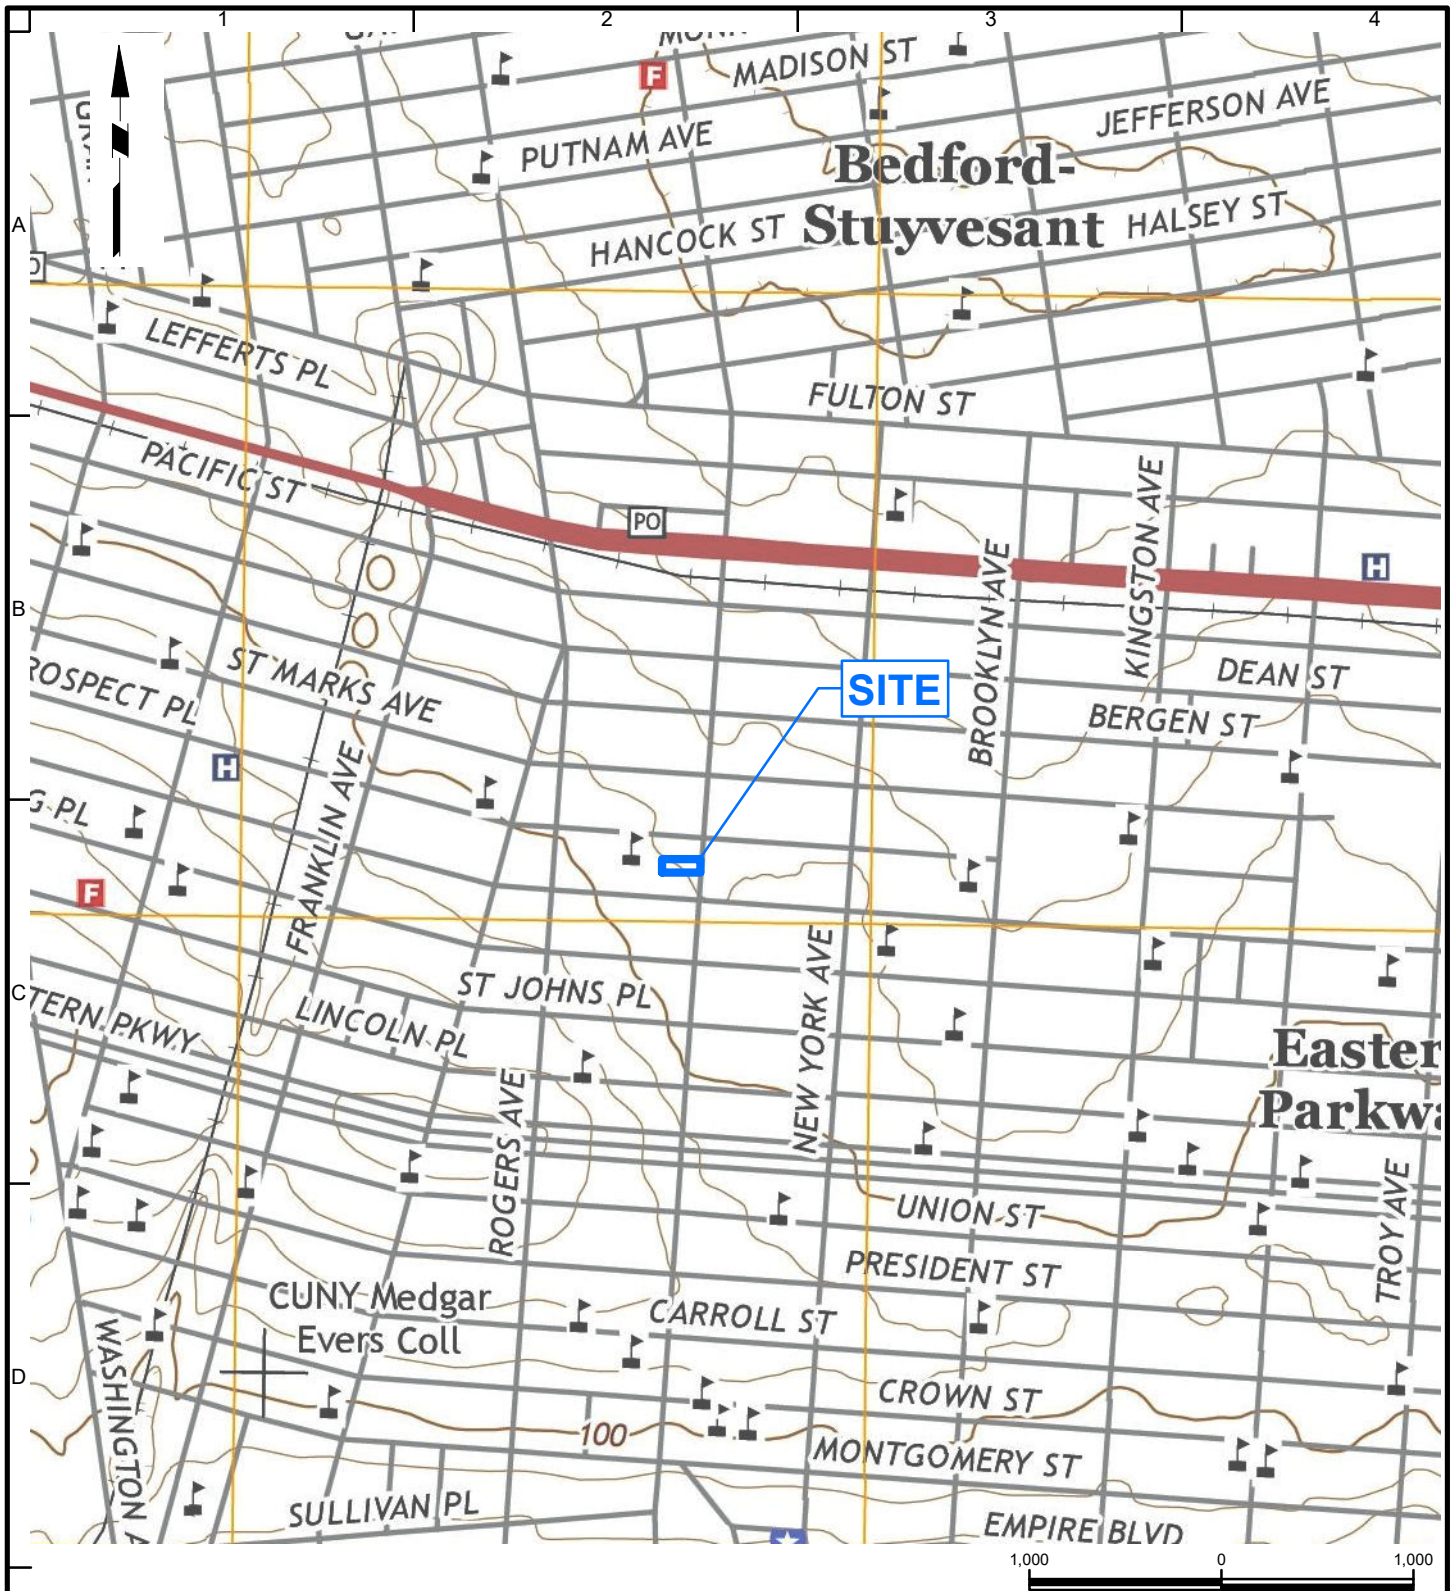 1 2 3 4
MADISON ST
F
JEFFERSON AVE
PUTNAM AVE
Bedford-
Stuyvesant
HALSEY ST
A
HANCOCK ST
LEFFERTS PL
FULTON ST
PACIFIC ST
KINGSTON AVE
PO
BROOKLYN AVE
H
B
ST MARKS AVE
DEAN ST
ROSPECT PL
SITE
BERGEN ST
H
FRANKLIN AVE
G PL
F
NEW YORK AVE
C
ST JOHNS PL
TERN PKWY
LINCOLN PL
Easter
Parkwa
ROGERS AVE
TROY AVE
UNION ST
PRESIDENT ST
CUNY Medgar
Evers Coll
CARROLL ST
WASHINGTON A
D
CROWN ST
100
MONTGOMERY ST
SULLIVAN PL
EMPIRE BLVD
1,000 0 1,000